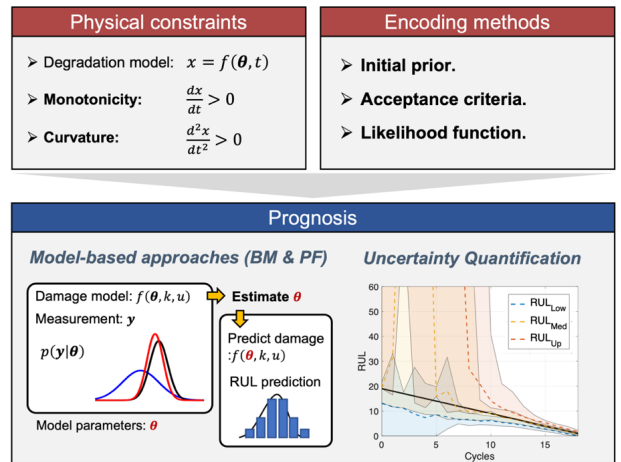 Physical constraints
➢ Degradation model: x = f(θ, t)
➢ Monotonicity: dx/dt > 0
➢ Curvature: d²x/dt² > 0
Encoding methods
➢ Initial prior.
➢ Acceptance criteria.
➢ Likelihood function.
Prognosis
Model-based approaches (BM & PF)
Damage model: f(θ, k, u)
Measurement: y
p(y|θ)
Model parameters: θ
Estimate θ
Predict damage
:f(θ, k, u)
RUL prediction
Uncertainty Quantification
RUL
60
50
40
30
20
10
0
0 5 10 15
Cycles
RUL_Low
RUL_Med
RUL_Up